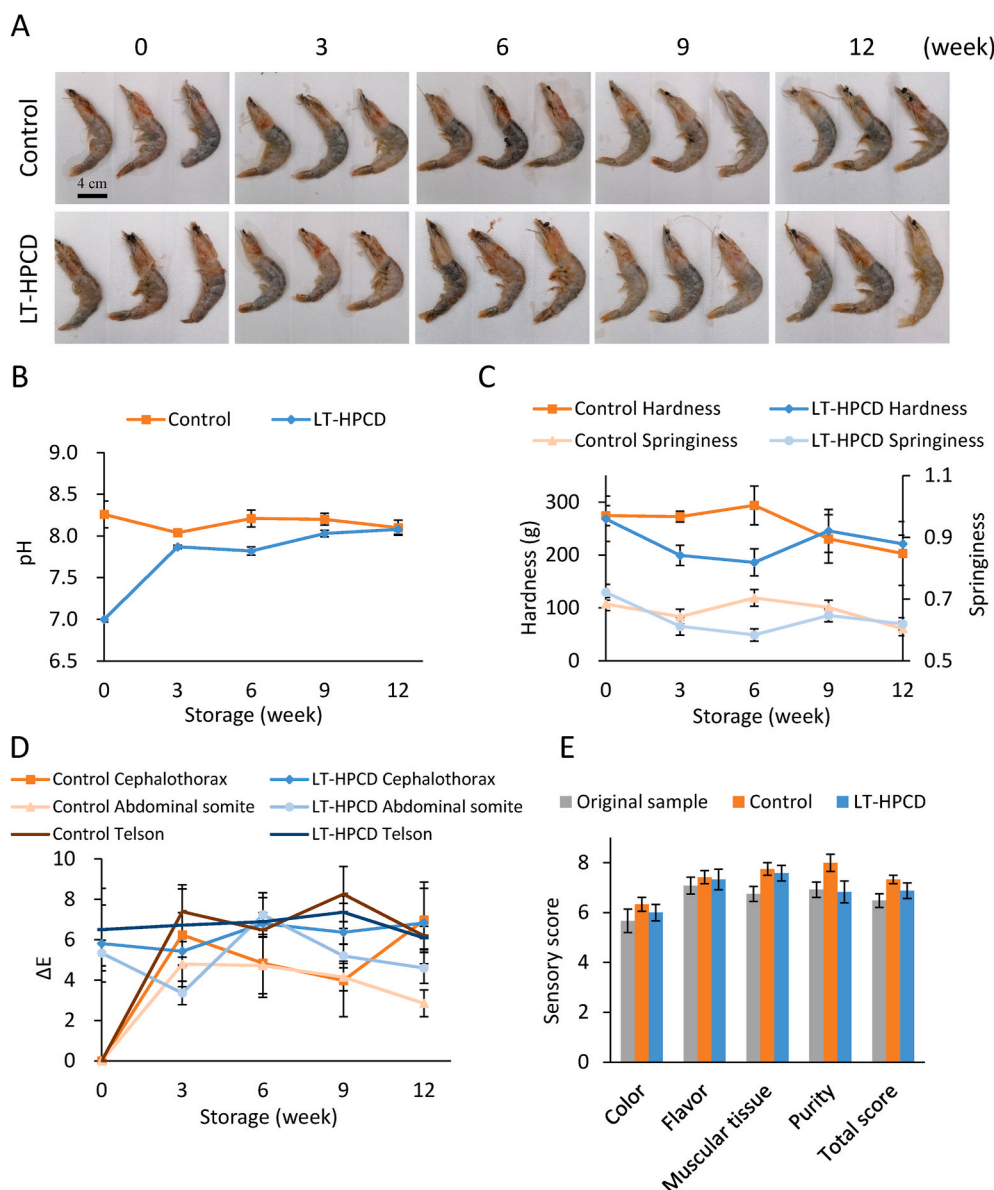 A
0 3 6 9 12 (week)
Control
4 cm
LT-HPCD
B
Control LT-HPCD
9.0
8.5
8.0
7.5
7.0
6.5
pH
0 3 6 9 12
Storage (week)
C
Control Hardness LT-HPCD Hardness
Control Springiness LT-HPCD Springiness
300
200
100
0
Hardness (g)
1.1
0.9
0.7
0.5
Springiness
0 3 6 9 12
Storage (week)
D
Control Cephalothorax LT-HPCD Cephalothorax
Control Abdominal somite LT-HPCD Abdominal somite
Control Telson LT-HPCD Telson
10
8
6
4
2
0
ΔE
0 3 6 9 12
Storage (week)
E
Original sample Control LT-HPCD
8
6
4
2
0
Sensory score
Color
Flavor
Muscular tissue
Purity
Total score